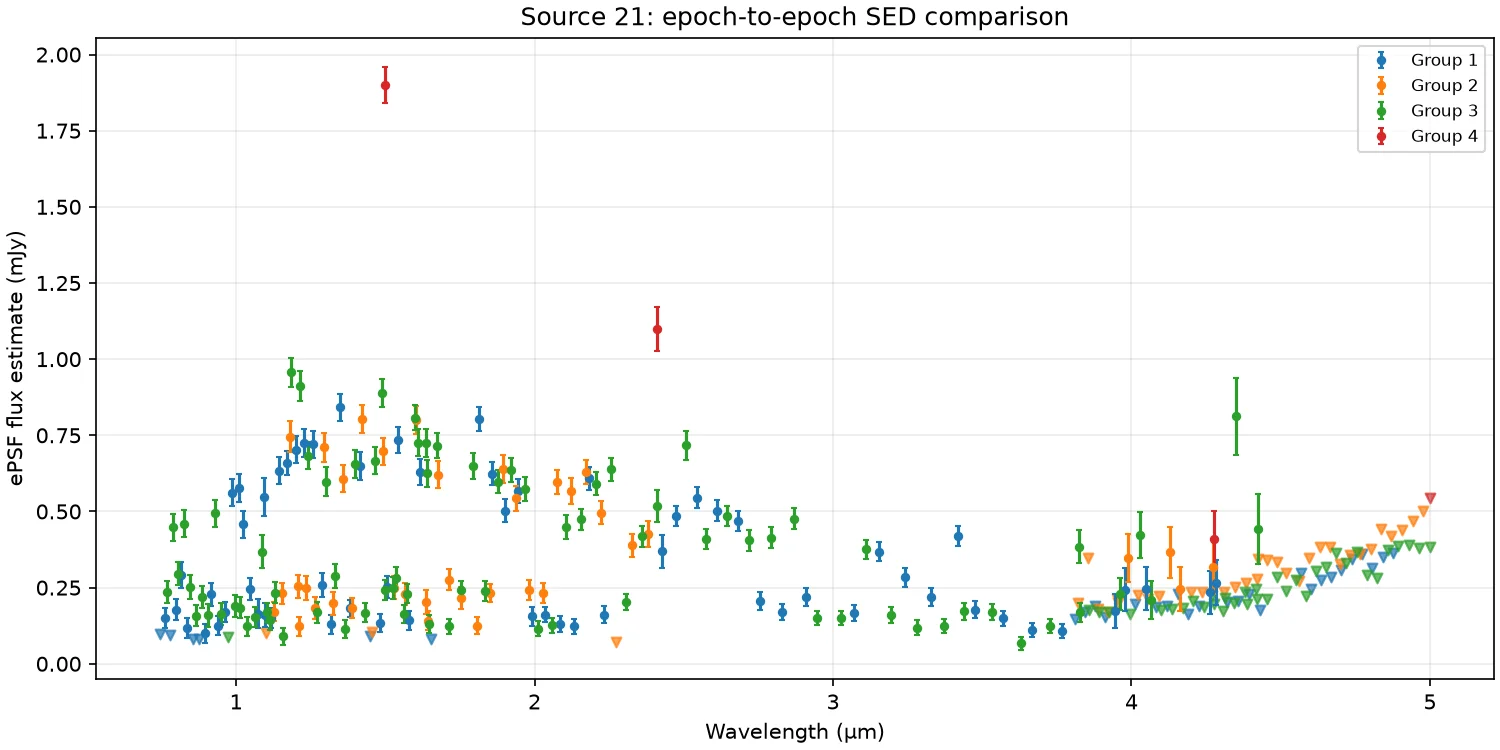 Source 21: epoch-to-epoch SED comparison
2.00
1.75
1.50
1.25
1.00
0.75
0.50
0.25
0.00
ePSF flux estimate (mJy)
1
2
3
4
5
Wavelength (µm)
Group 1
Group 2
Group 3
Group 4